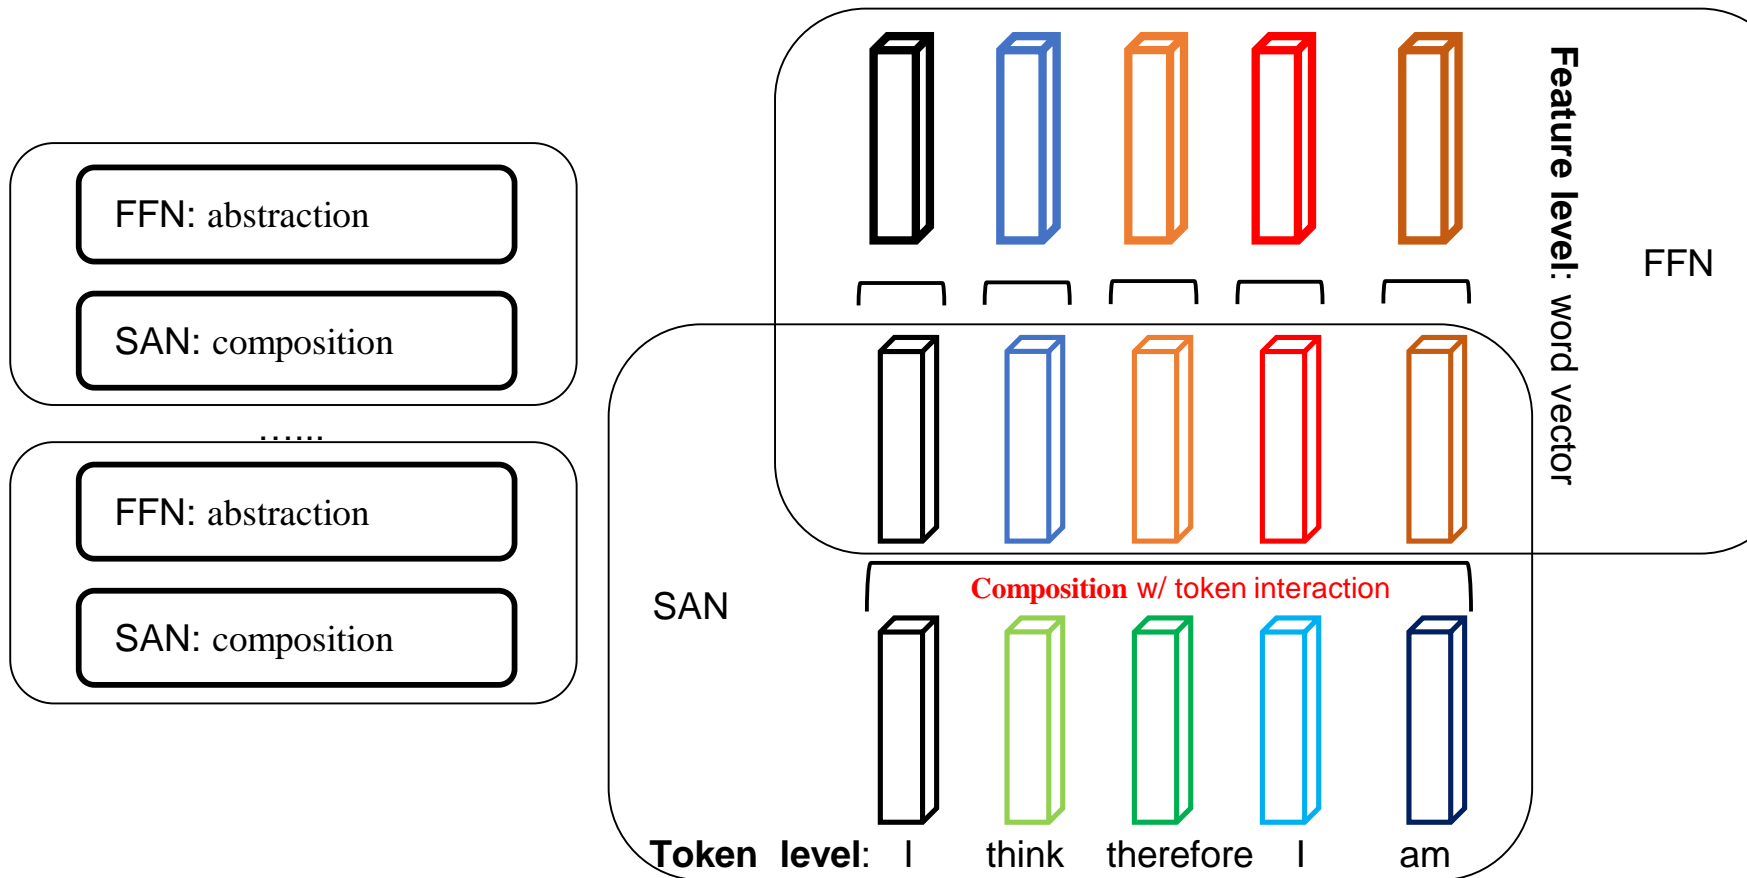 FFN: abstraction
SAN: composition
…...
FFN: abstraction
SAN: composition
Feature level: word vector
FFN
SAN
Composition w/ token interaction
Token level: I think therefore I am